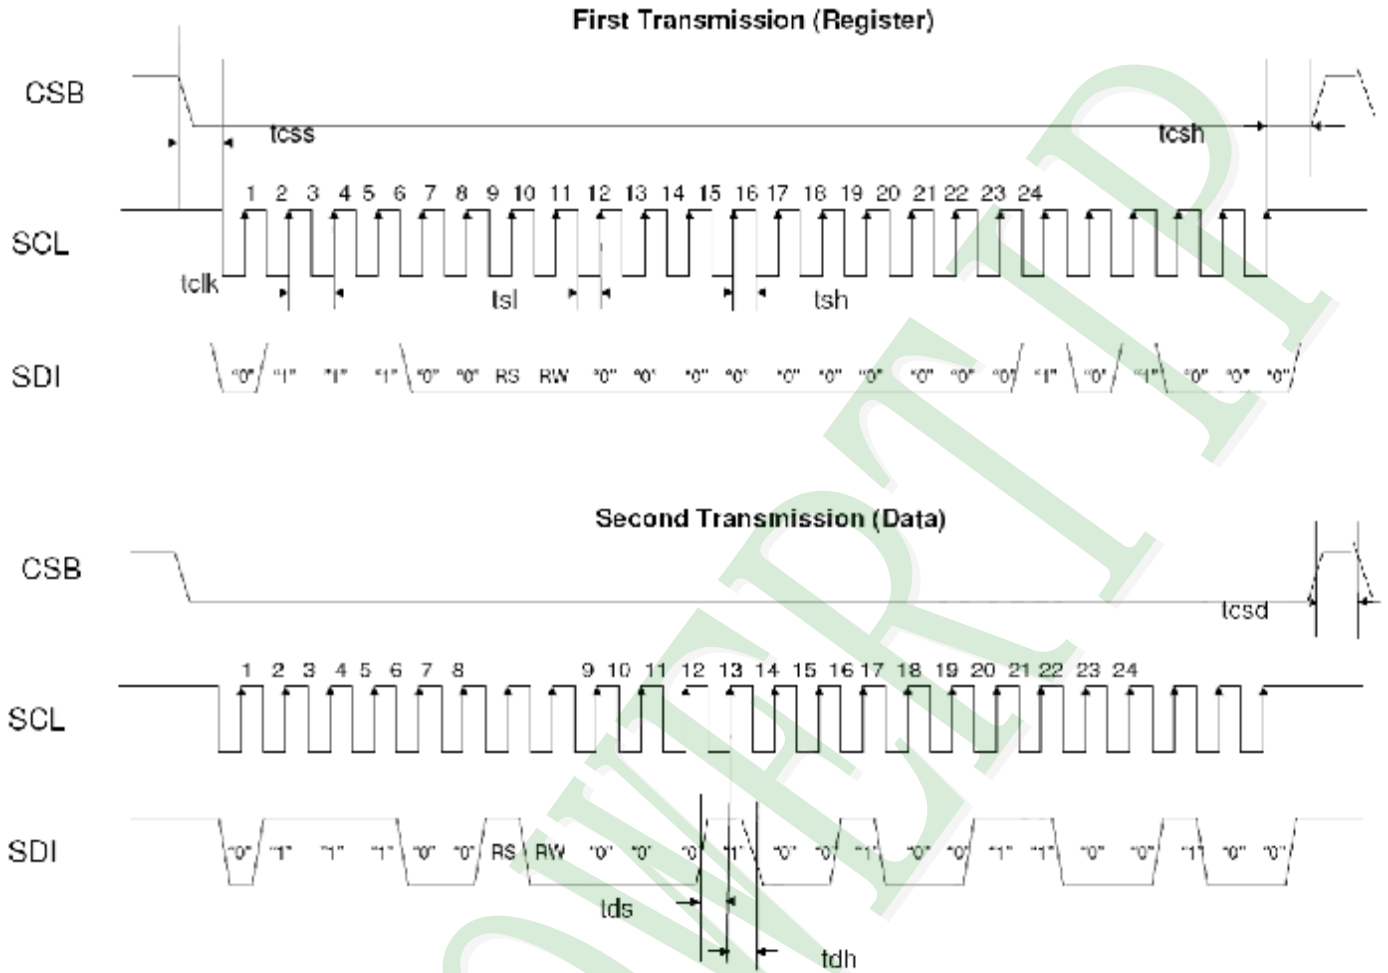 First Transmission (Register)
CSB
tcss
tcsh
1 2 3 4 5 6 7 8 9 10 11 12 13 14 15 16 17 18 19 20 21 22 23 24
SCL
tclk
tsl
tsh
SDI
"0" "1" "1" "1" "0" "0" RS RW "0" "0" "0" "0" "0" "0" "0" "0" "0" "0" "1" "0" "1" "0" "0" "0"
Second Transmission (Data)
CSB
tcsd
1 2 3 4 5 6 7 8 9 10 11 12 13 14 15 16 17 18 19 20 21 22 23 24
SCL
SDI
"0" "1" "1" "1" "0" "0" RS RW "0" "0" "0" "1" "0" "0" "1" "0" "0" "1" "1" "0" "0" "1" "0" "0"
tds
tdh
OWERTIP